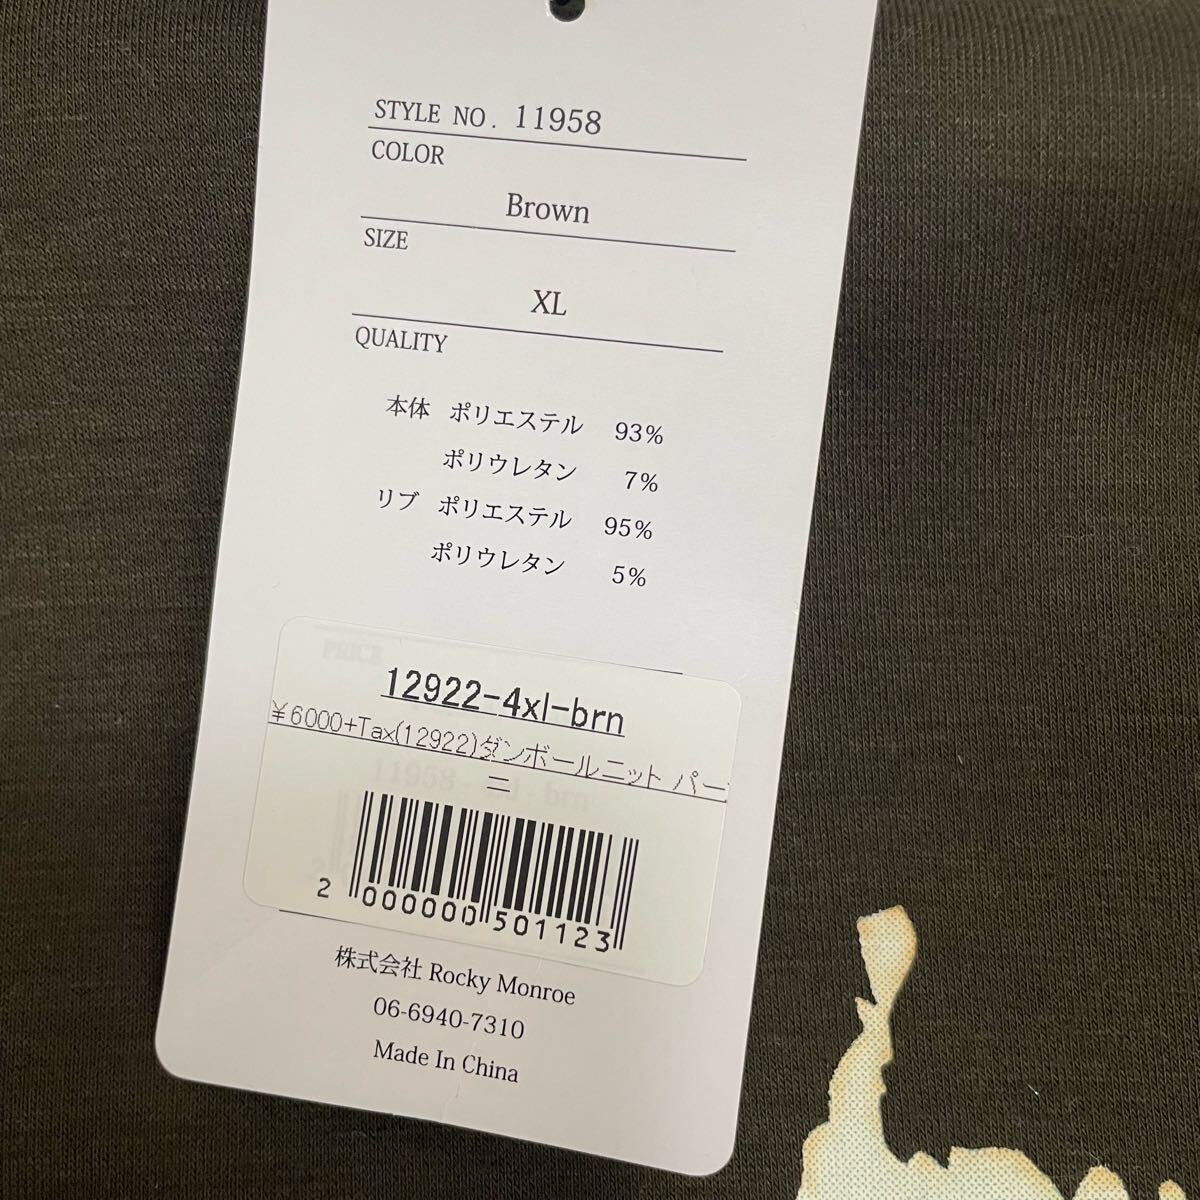 STYLE NO. 11958
COLOR
Brown
SIZE
XL
QUALITY
本体 ポリエステル 93%
ポリウレタン 7%
リブ ポリエステル 95%
ポリウレタン 5%
PRICE
12922-4xl-brn
¥6000+Tax(12922)ダンボールニット パー
ニ
2 000000 501123
株式会社 Rocky Monroe
06-6940-7310
Made In China